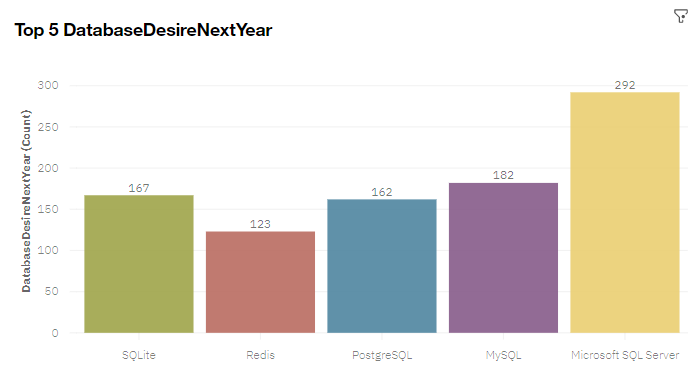 Top 5 DatabaseDesireNextYear
DatabaseDesireNextYear (Count)
300
250
200
150
100
50
0
167
123
162
182
292
SQLite
Redis
PostgreSQL
MySQL
Microsoft SQL Server